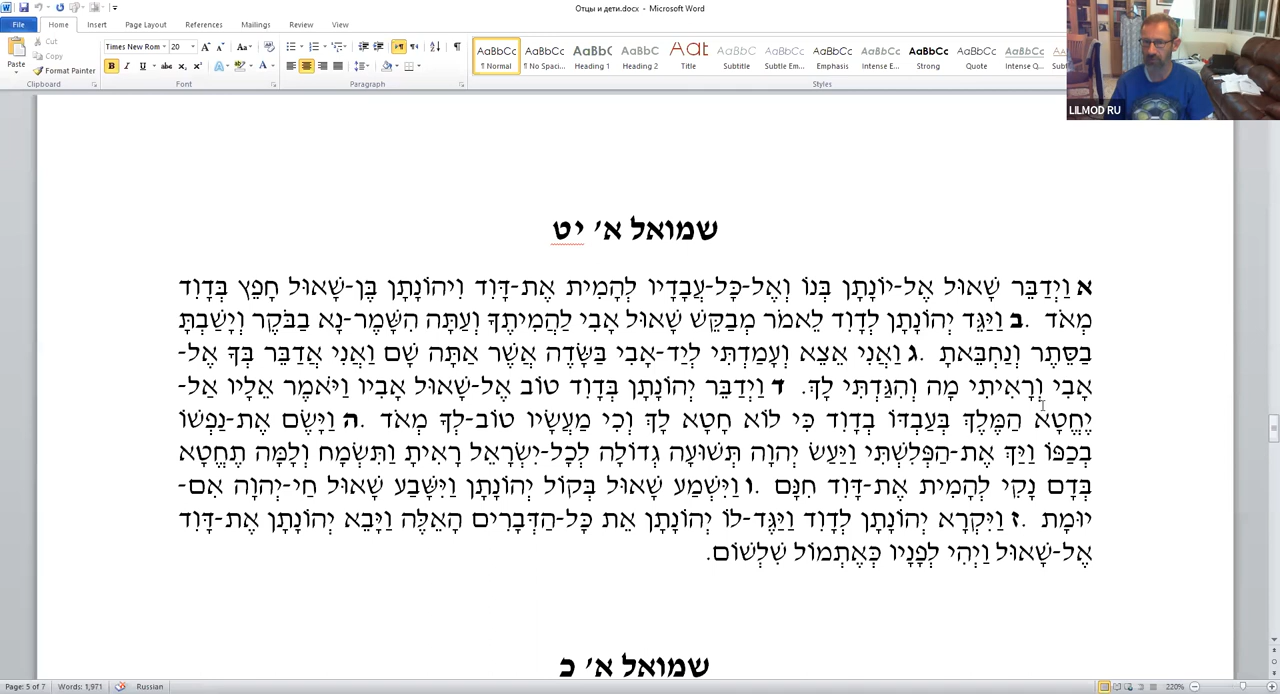 Отцы и дети.docx - Microsoft Word
File Home Insert Page Layout References Mailings Review View
Cut
Copy
Paste
Format Painter
Times New Rom 20
AaBbCc AaBbCc AaBbC AaBbCc AaI AaBbCc AaBbCc AaBbCc AaBbCc AaBbCc AaBbCc AaBbCc
¶ Normal ¶ No Spaci... Heading 1 Heading 2 Title Subtitle Subtle Em... Emphasis Intense E... Strong Quote Intense Q...
Clipboard Font Paragraph Styles
LILMOD RU
שמואל א׳ יט
א וַיְדַבֵּר שָׁאוּל אֶל-יוֹנָתָן בְּנוֹ וְאֶל-כָּל-עֲבָדָיו לְהָמִית אֶת-דָּוִד וִיהוֹנָתָן בֶּן-שָׁאוּל חָפֵץ בְּדָוִד
מְאֹד .ב וַיַּגֵּד יְהוֹנָתָן לְדָוִד לֵאמֹר מְבַקֵּשׁ שָׁאוּל אָבִי לַהֲמִיתֶךָ וְעַתָּה הִשָּׁמֶר-נָא בַבֹּקֶר וְיָשַׁבְתָּ
בַסֵּתֶר וְנַחְבֵּאתָ .ג וַאֲנִי אֵצֵא וְעָמַדְתִּי לְיַד-אָבִי בַּשָּׂדֶה אֲשֶׁר אַתָּה שָׁם וַאֲנִי אֲדַבֵּר בְּךָ אֶל-
אָבִי וְרָאִיתִי מָה וְהִגַּדְתִּי לָךְ. ד וַיְדַבֵּר יְהוֹנָתָן בְּדָוִד טוֹב אֶל-שָׁאוּל אָבִיו וַיֹּאמֶר אֵלָיו אַל-
יֶחֱטָא הַמֶּלֶךְ בְּעַבְדּוֹ בְדָוִד כִּי לוֹא חָטָא לָךְ וְכִי מַעֲשָׂיו טוֹב-לְךָ מְאֹד .ה וַיָּשֶׂם אֶת-נַפְשׁוֹ
בְכַפּוֹ וַיַּךְ אֶת-הַפְּלִשְׁתִּי וַיַּעַשׂ יְהוָה תְּשׁוּעָה גְדוֹלָה לְכָל-יִשְׂרָאֵל רָאִיתָ וַתִּשְׂמָח וְלָמָּה תֶחֱטָא
בְּדָם נָקִי לְהָמִית אֶת-דָּוִד חִנָּם .ו וַיִּשְׁמַע שָׁאוּל בְּקוֹל יְהוֹנָתָן וַיִּשָּׁבַע שָׁאוּל חַי-יְהוָה אִם-
יוּמָת .ז וַיִּקְרָא יְהוֹנָתָן לְדָוִד וַיַּגֶּד-לוֹ יְהוֹנָתָן אֵת כָּל-הַדְּבָרִים הָאֵלֶּה וַיָּבֵא יְהוֹנָתָן אֶת-דָּוִד
אֶל-שָׁאוּל וַיְהִי לְפָנָיו כְּאֶתְמוֹל שִׁלְשׁוֹם.
שמואל א׳ כ
Page: 5 of 7 Words: 1,971 Russian 220%